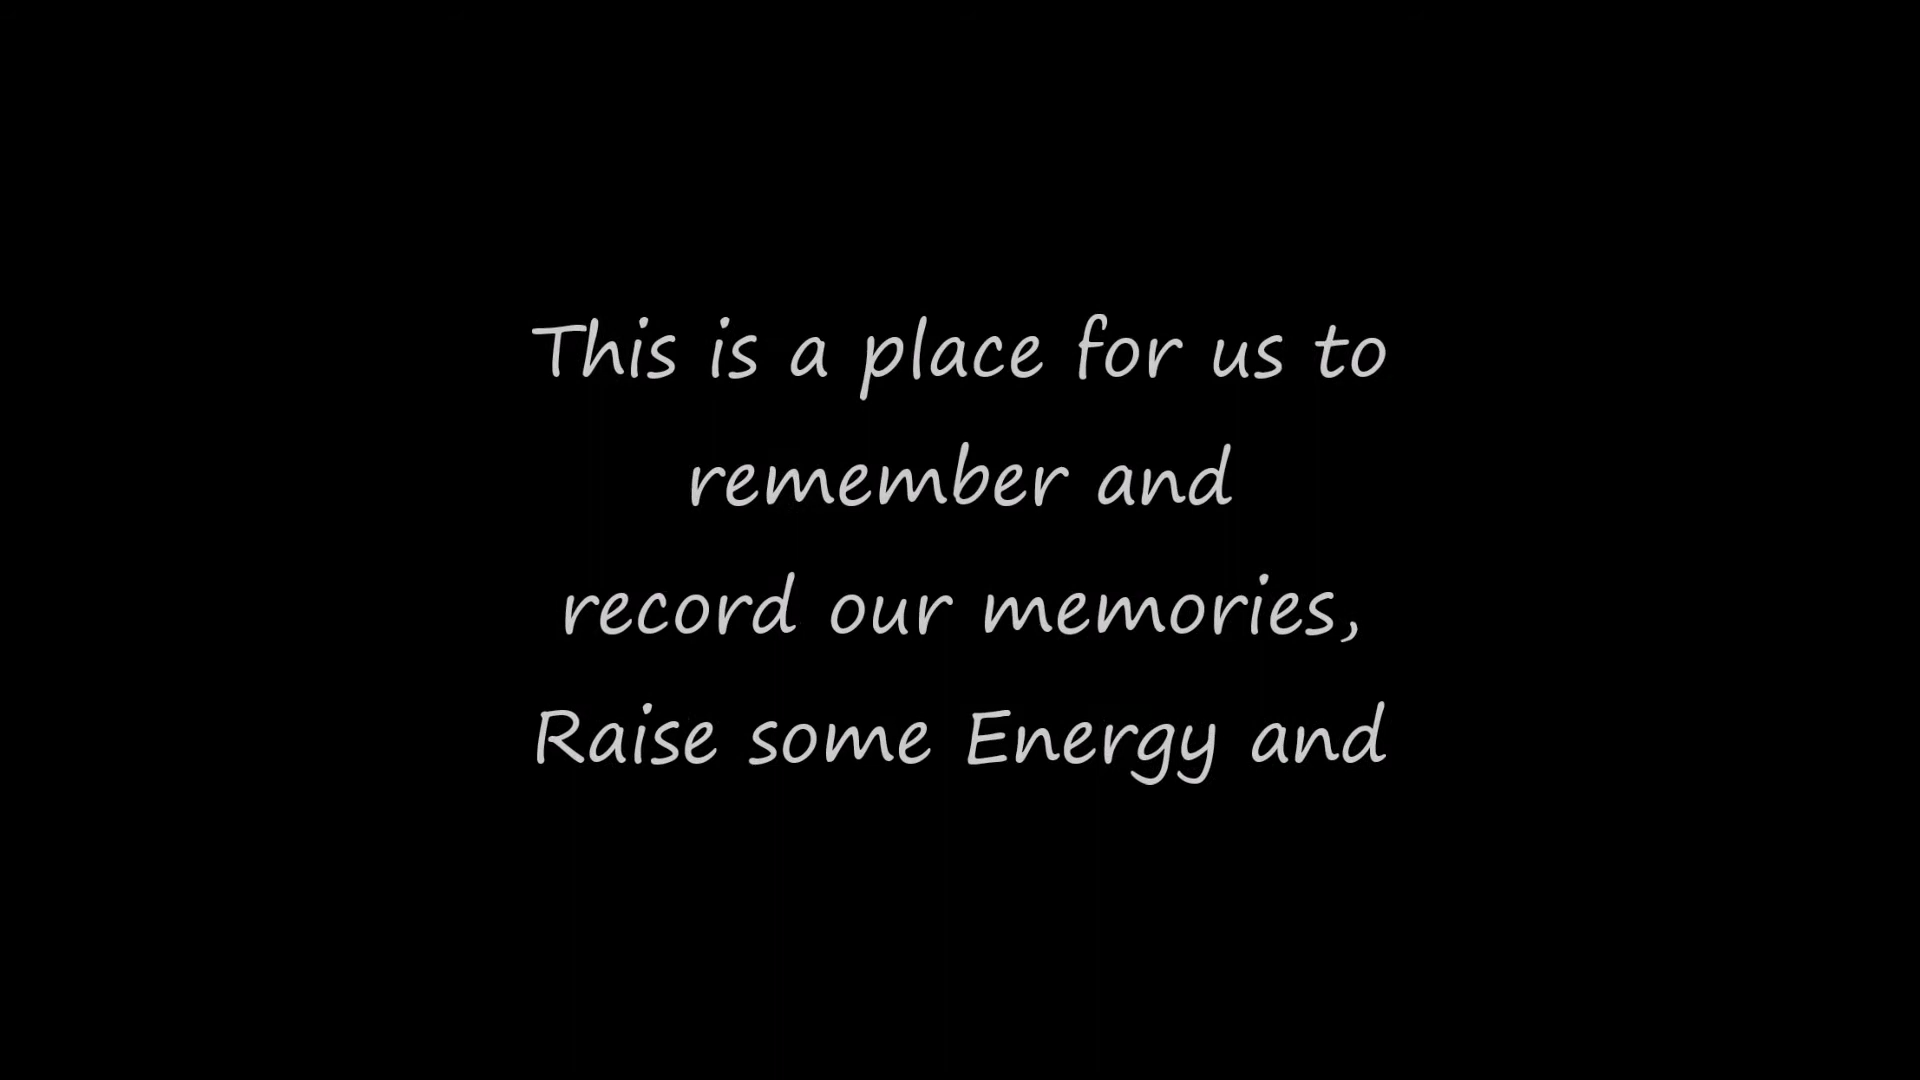 This is a place for us to
remember and
record our memories,
Raise some Energy and